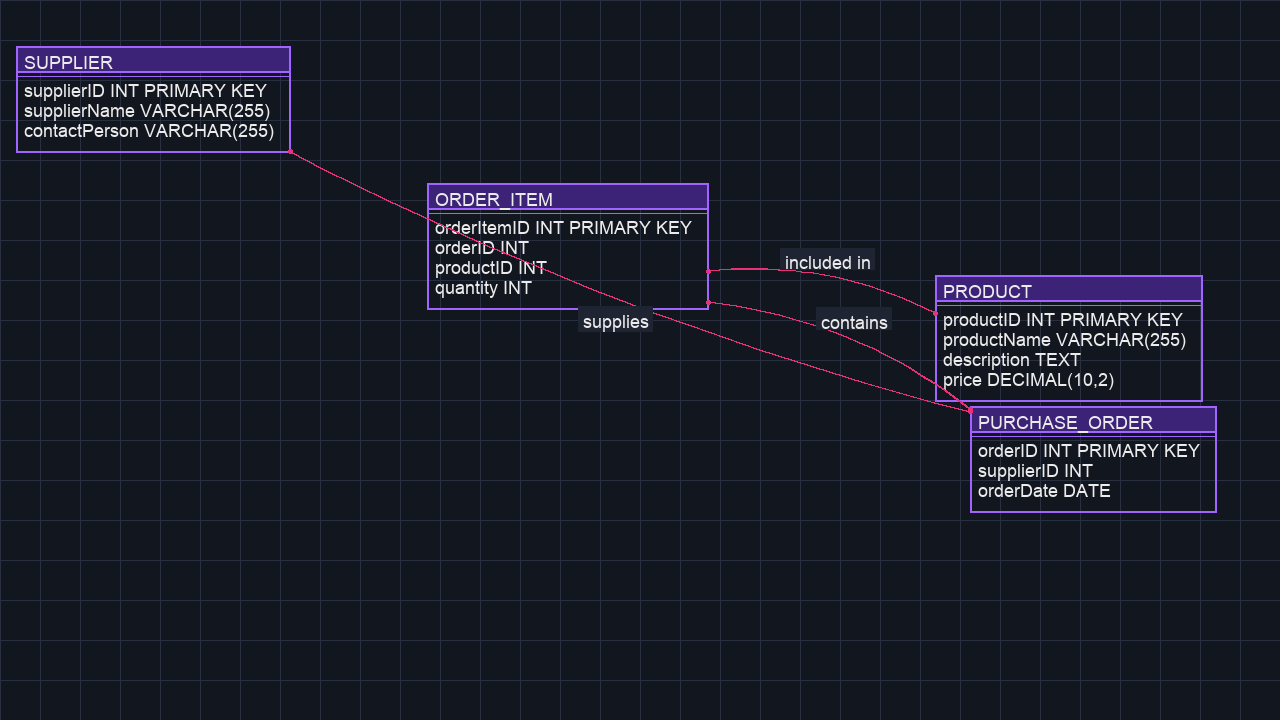 SUPPLIER
supplierID INT PRIMARY KEY
supplierName VARCHAR(255)
contactPerson VARCHAR(255)
ORDER_ITEM
orderItemID INT PRIMARY KEY
orderID INT
productID INT
quantity INT
supplies
included in
contains
PRODUCT
productID INT PRIMARY KEY
productName VARCHAR(255)
description TEXT
price DECIMAL(10,2)
PURCHASE_ORDER
orderID INT PRIMARY KEY
supplierID INT
orderDate DATE